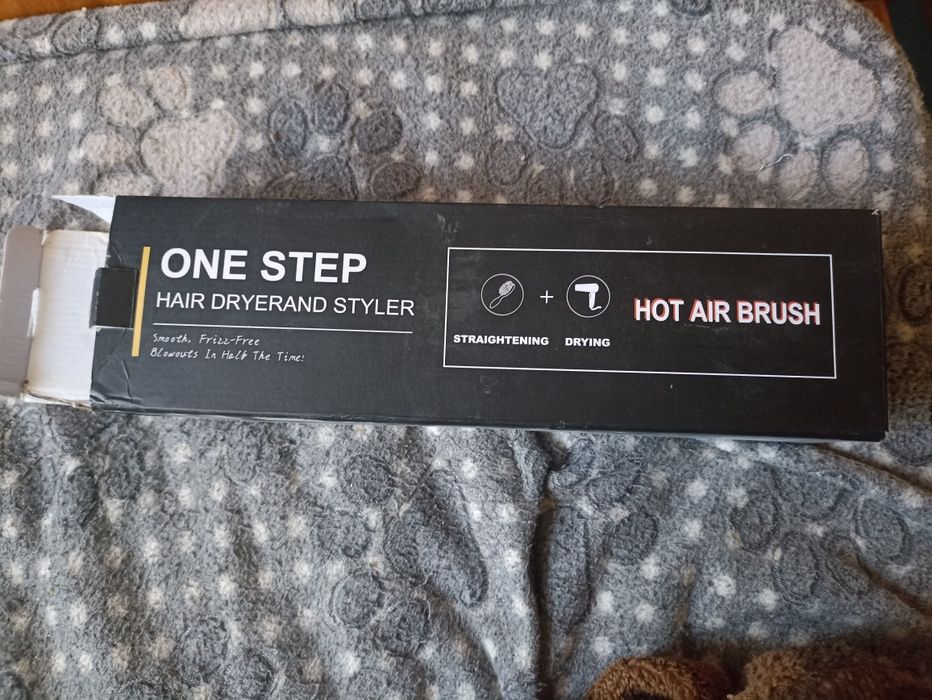 ONE STEP
HAIR DRYERAND STYLER
Smooth, Frizz-Free
Blowouts In Half The Time!
STRAIGHTENING + DRYING
HOT AIR BRUSH